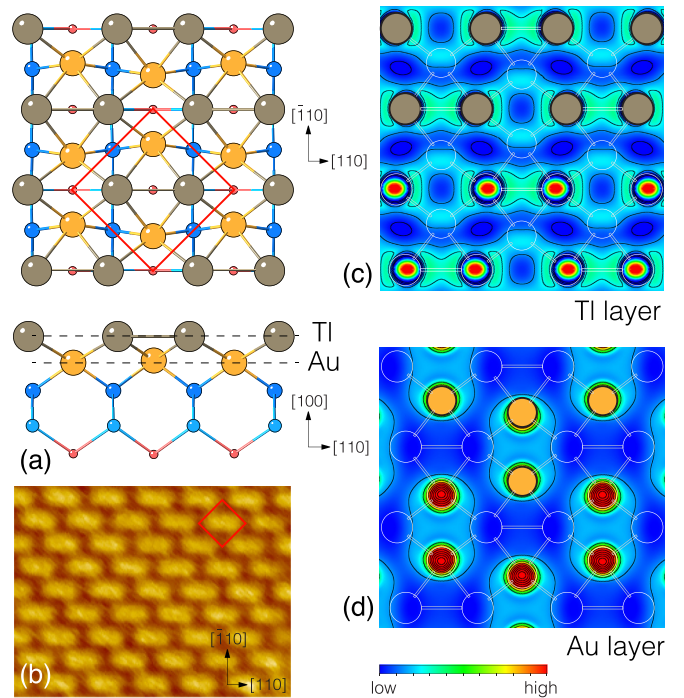 [1̄10]
[110]
(c)
Tl layer
Tl
Au
[100]
[110]
(a)
[1̄10]
[110]
(b)
(d)
Au layer
low
high